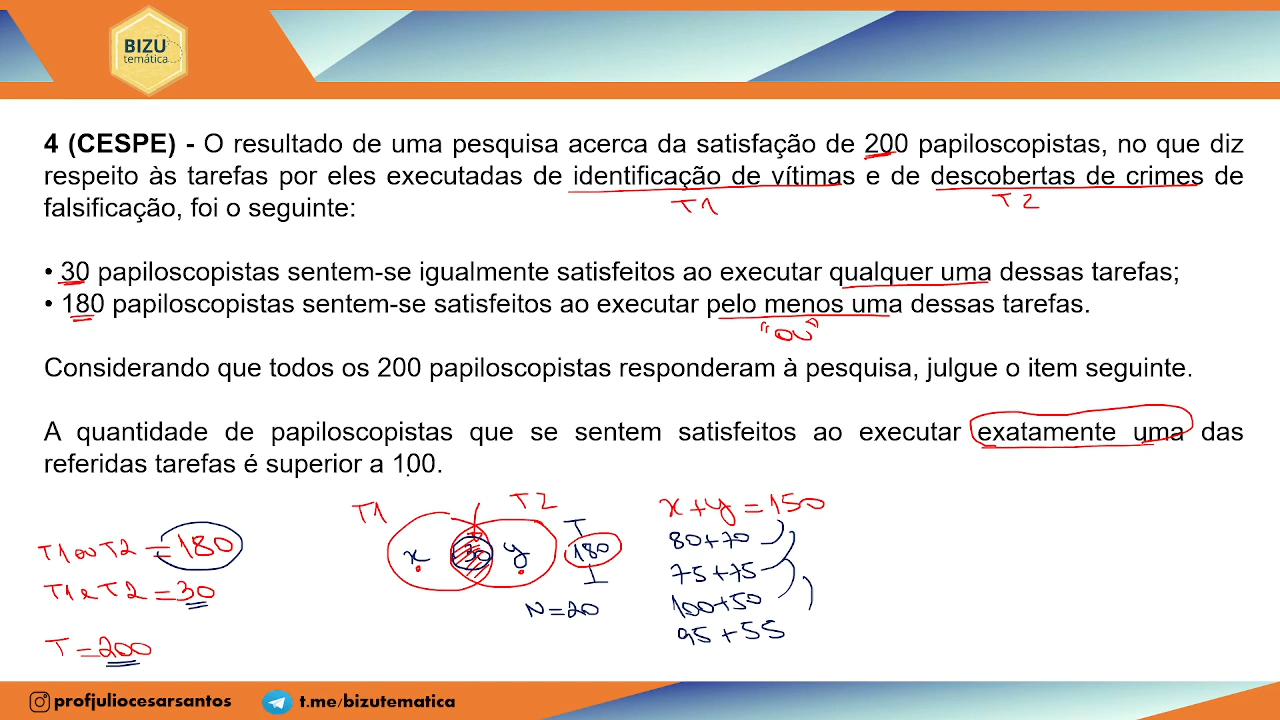 BIZU
temática
4 (CESPE) - O resultado de uma pesquisa acerca da satisfação de 200 papiloscopistas, no que diz
respeito às tarefas por eles executadas de identificação de vítimas e de descobertas de crimes de
T1 T2
falsificação, foi o seguinte:
• 30 papiloscopistas sentem-se igualmente satisfeitos ao executar qualquer uma dessas tarefas;
• 180 papiloscopistas sentem-se satisfeitos ao executar pelo menos uma dessas tarefas.
"ou"
Considerando que todos os 200 papiloscopistas responderam à pesquisa, julgue o item seguinte.
A quantidade de papiloscopistas que se sentem satisfeitos ao executar exatamente uma das
referidas tarefas é superior a 100.
T1 ou T2 = 180
T1 e T2 = 30
T = 200
T1 T2
x 30 y
T
180
N = 20
x + y = 150
80 + 70
75 + 75
100 + 50
95 + 55
profjuliocesarsantos t.me/bizutematica